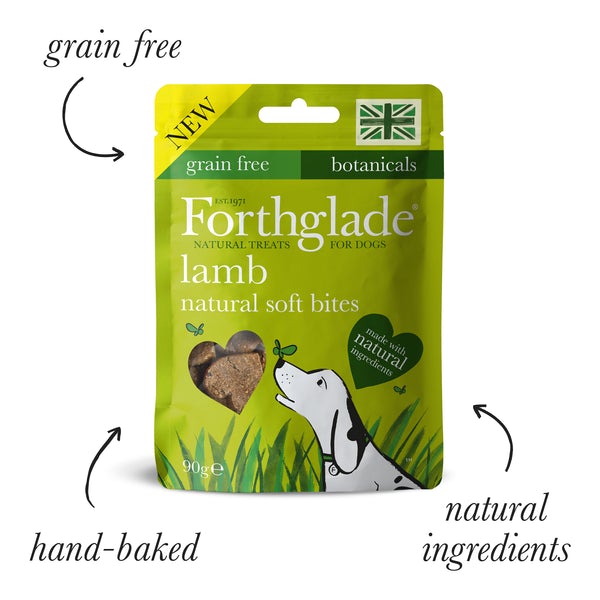 grain free
NEW
grain free
botanicals
EST.1971
Forthglade®
NATURAL TREATS FOR DOGS
lamb
natural soft bites
made with
natural
ingredients
F
90g℮
™
hand-baked
natural
ingredients